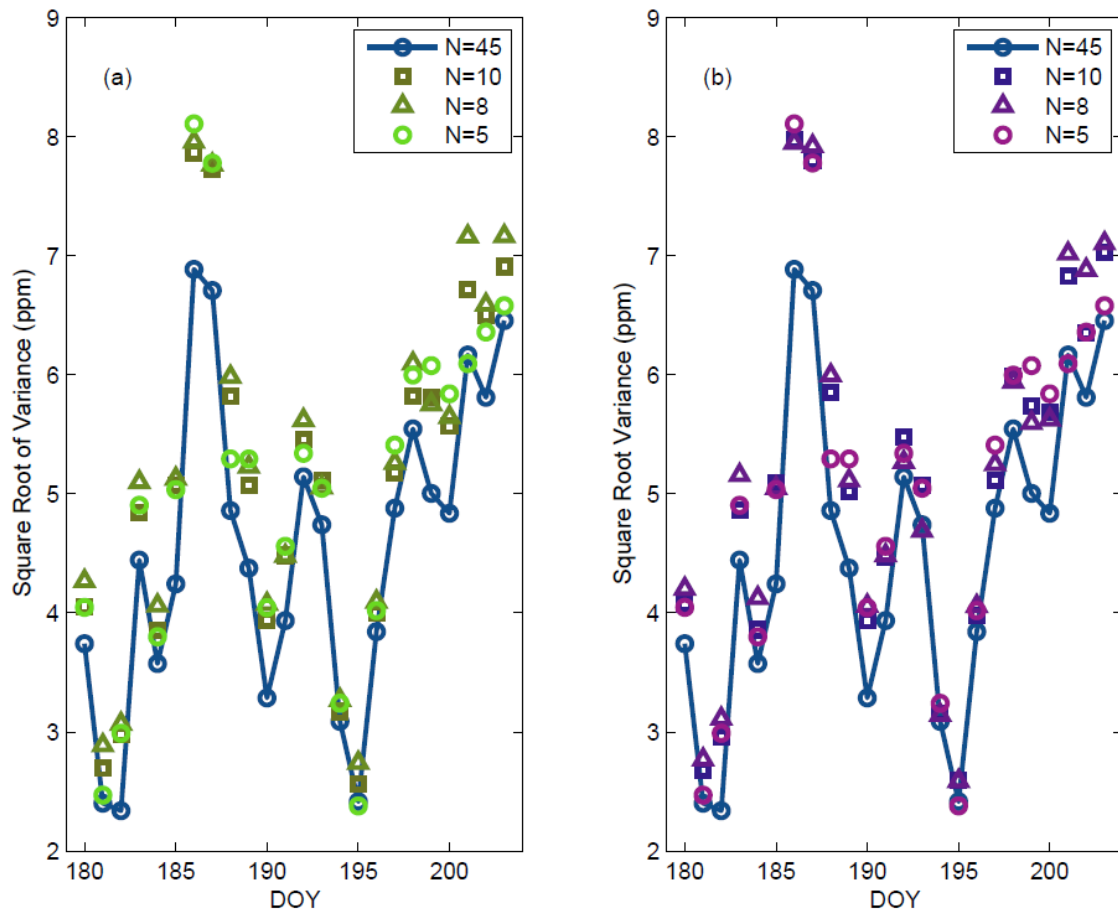 9
8
7
6
5
4
3
2
Square Root of Variance (ppm)
(a)
N=45
N=10
N=8
N=5
180 185 190 195 200
DOY
9
8
7
6
5
4
3
2
Square Root Variance (ppm)
(b)
N=45
N=10
N=8
N=5
180 185 190 195 200
DOY